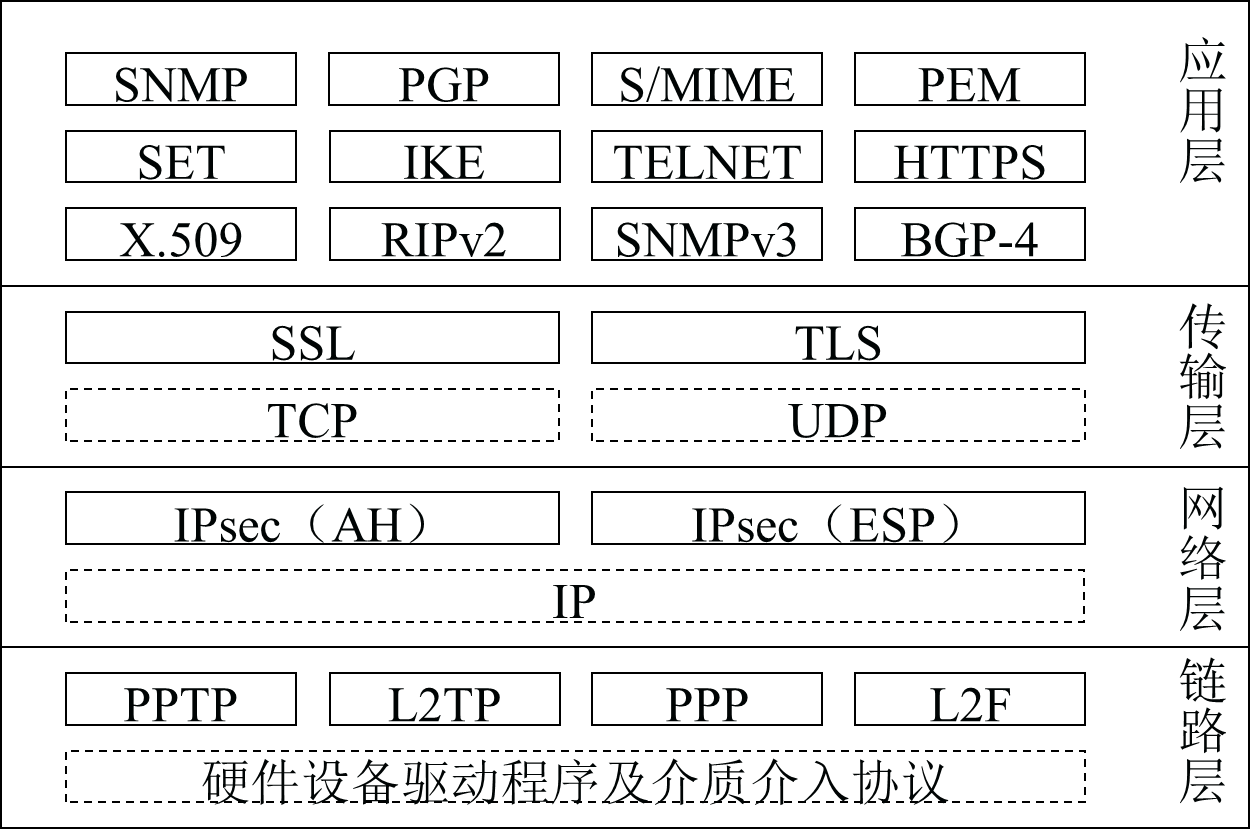 SNMP PGP S/MIME PEM
SET IKE TELNET HTTPS
X.509 RIPv2 SNMPv3 BGP-4
应用层
SSL TLS
TCP UDP
传输层
IPsec（AH） IPsec（ESP）
IP
网络层
PPTP L2TP PPP L2F
硬件设备驱动程序及介质介入协议
链路层